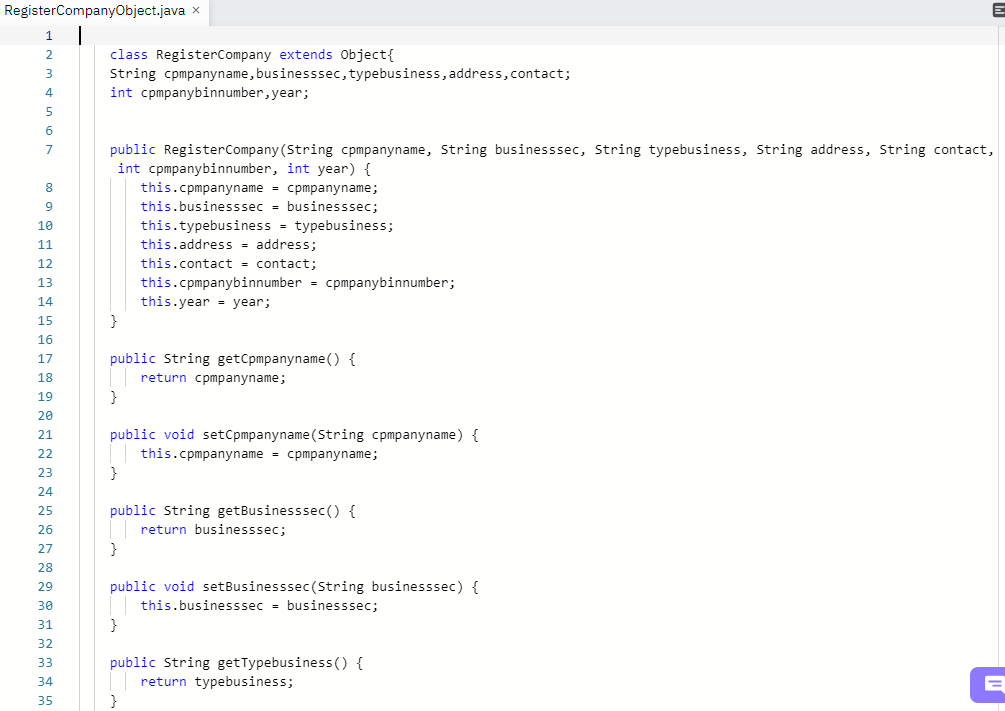 RegisterCompanyObject.java ×
1
2 class RegisterCompany extends Object{
3 String cpmpanyname,businesssec,typebusiness,address,contact;
4 int cpmpanybinnumber,year;
5
6
7 public RegisterCompany(String cpmpanyname, String businesssec, String typebusiness, String address, String contact,
int cpmpanybinnumber, int year) {
8 this.cpmpanyname = cpmpanyname;
9 this.businesssec = businesssec;
10 this.typebusiness = typebusiness;
11 this.address = address;
12 this.contact = contact;
13 this.cpmpanybinnumber = cpmpanybinnumber;
14 this.year = year;
15 }
16
17 public String getCpmpanyname() {
18 return cpmpanyname;
19 }
20
21 public void setCpmpanyname(String cpmpanyname) {
22 this.cpmpanyname = cpmpanyname;
23 }
24
25 public String getBusinesssec() {
26 return businesssec;
27 }
28
29 public void setBusinesssec(String businesssec) {
30 this.businesssec = businesssec;
31 }
32
33 public String getTypebusiness() {
34 return typebusiness;
35 }